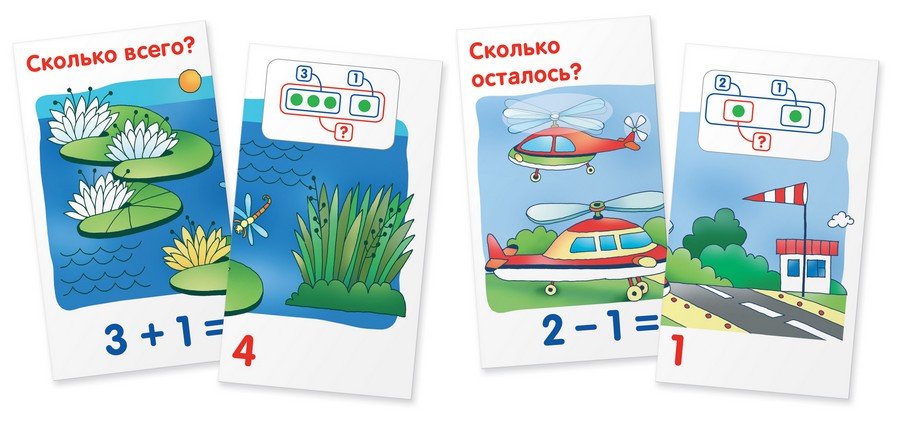 Сколько всего?
3 1
?
3 + 1 =
4
Сколько
осталось?
2 1
?
2 - 1 =
1